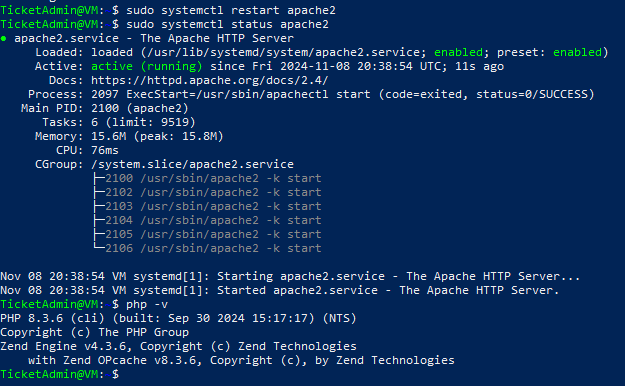 TicketAdmin@VM:~$ sudo systemctl restart apache2
TicketAdmin@VM:~$ sudo systemctl status apache2
● apache2.service - The Apache HTTP Server
     Loaded: loaded (/usr/lib/systemd/system/apache2.service; enabled; preset: enabled)
     Active: active (running) since Fri 2024-11-08 20:38:54 UTC; 11s ago
       Docs: https://httpd.apache.org/docs/2.4/
    Process: 2097 ExecStart=/usr/sbin/apachectl start (code=exited, status=0/SUCCESS)
   Main PID: 2100 (apache2)
      Tasks: 6 (limit: 9519)
     Memory: 15.6M (peak: 15.8M)
        CPU: 76ms
     CGroup: /system.slice/apache2.service
             ├─2100 /usr/sbin/apache2 -k start
             ├─2102 /usr/sbin/apache2 -k start
             ├─2103 /usr/sbin/apache2 -k start
             ├─2104 /usr/sbin/apache2 -k start
             ├─2105 /usr/sbin/apache2 -k start
             └─2106 /usr/sbin/apache2 -k start

Nov 08 20:38:54 VM systemd[1]: Starting apache2.service - The Apache HTTP Server...
Nov 08 20:38:54 VM systemd[1]: Started apache2.service - The Apache HTTP Server.
TicketAdmin@VM:~$ php -v
PHP 8.3.6 (cli) (built: Sep 30 2024 15:17:17) (NTS)
Copyright (c) The PHP Group
Zend Engine v4.3.6, Copyright (c) Zend Technologies
    with Zend OPcache v8.3.6, Copyright (c), by Zend Technologies
TicketAdmin@VM:~$